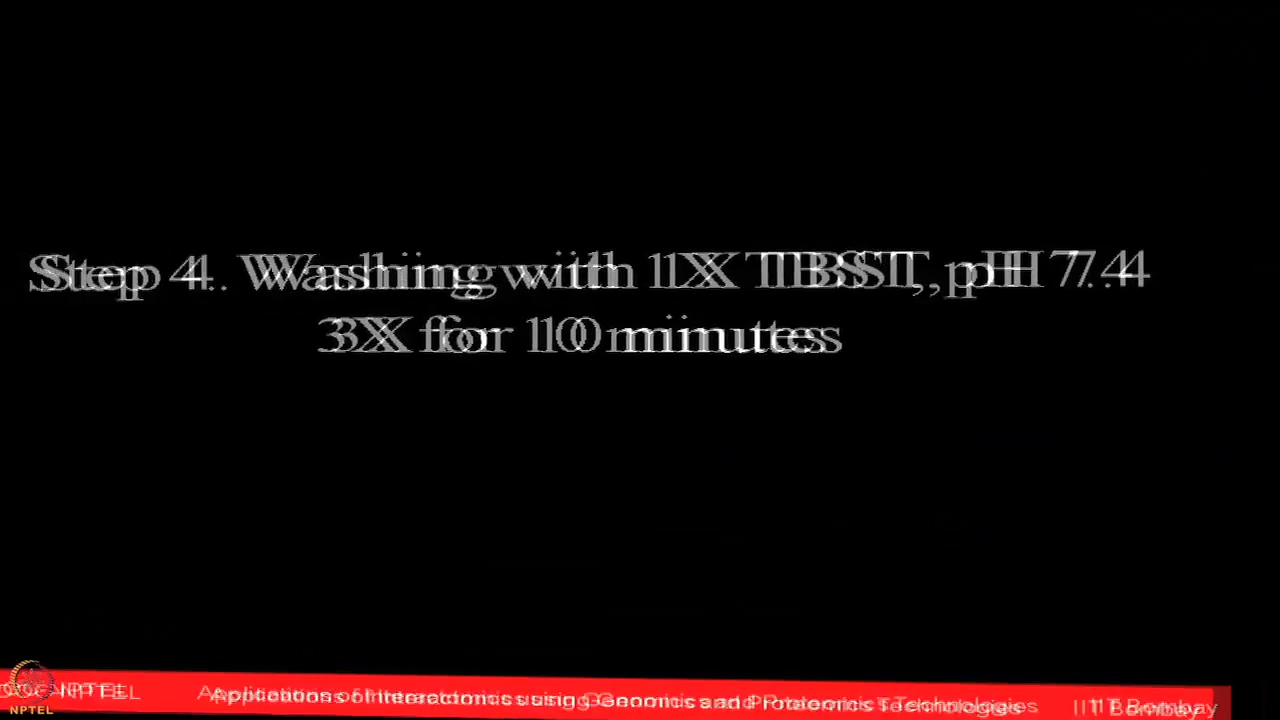 Step 4. Washing with 1X TBST, pH 7.4
3X for 10 minutes
NPTEL
Applications of Interactomics using Genomics and Proteomics Technologies
IIT Bombay
NPTEL